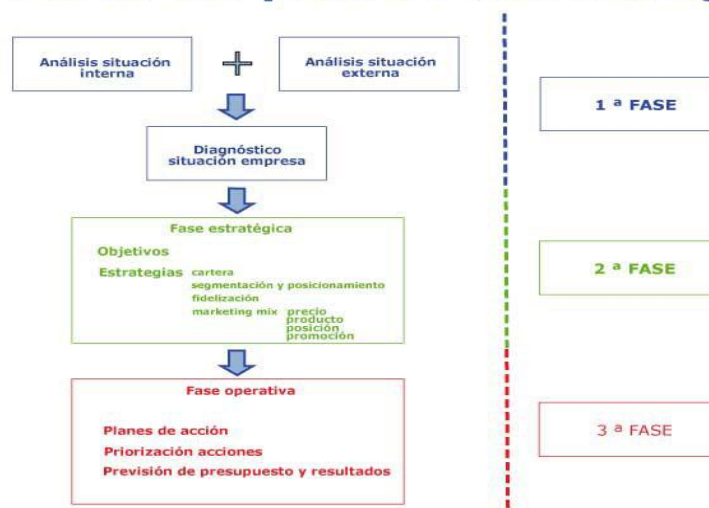 Análisis situación
interna
Análisis situación
externa
1 ª FASE
Diagnóstico
situación empresa
Fase estratégica
Objetivos
Estrategias cartera
segmentación y posicionamiento
fidelización
marketing mix precio
producto
posición
promoción
2 ª FASE
Fase operativa
Planes de acción
Priorización acciones
Previsión de presupuesto y resultados
3 ª FASE